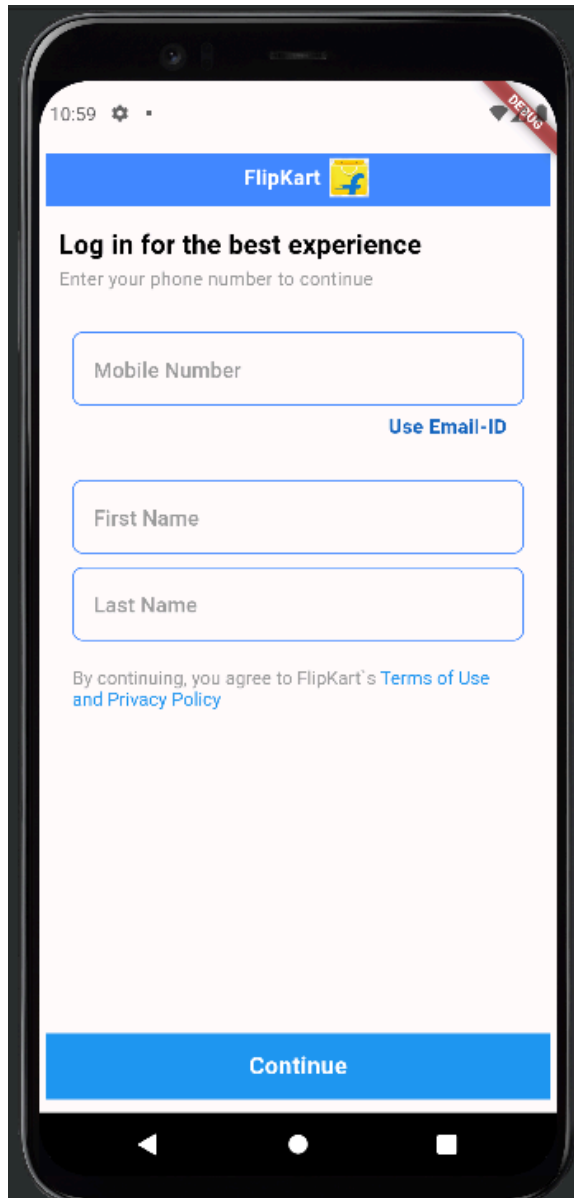 10:59
DEBUG
FlipKart
Log in for the best experience
Enter your phone number to continue
Mobile Number
Use Email-ID
First Name
Last Name
By continuing, you agree to FlipKart`s Terms of Use
and Privacy Policy
Continue